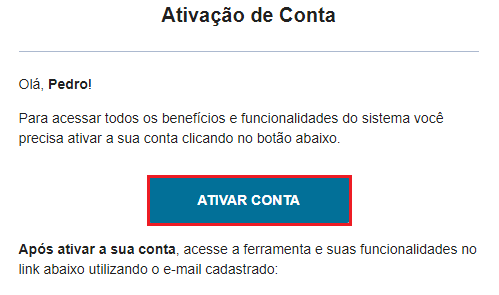 Ativação de Conta
Olá, Pedro!
Para acessar todos os benefícios e funcionalidades do sistema você
precisa ativar a sua conta clicando no botão abaixo.
ATIVAR CONTA
Após ativar a sua conta, acesse a ferramenta e suas funcionalidades no
link abaixo utilizando o e-mail cadastrado: